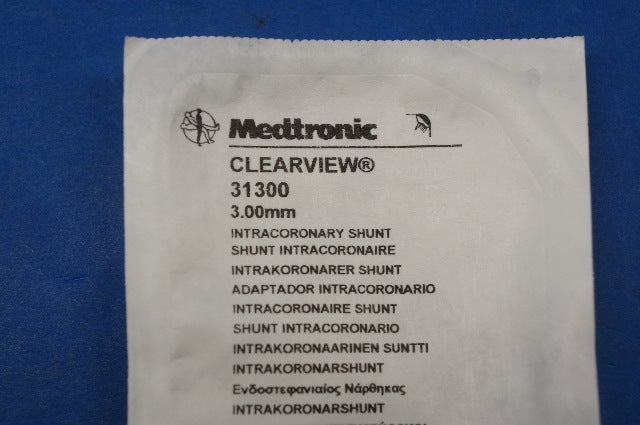 Medtronic
CLEARVIEW®
31300
3.00mm
INTRACORONARY SHUNT
SHUNT INTRACORONAIRE
INTRAKORONARER SHUNT
ADAPTADOR INTRACORONARIO
INTRACORONAIRE SHUNT
SHUNT INTRACORONARIO
INTRAKORONAARINEN SUNTTI
INTRAKORONARSHUNT
Ενδοστεφανιαίος Νάρθηκας
INTRAKORONARSHUNT